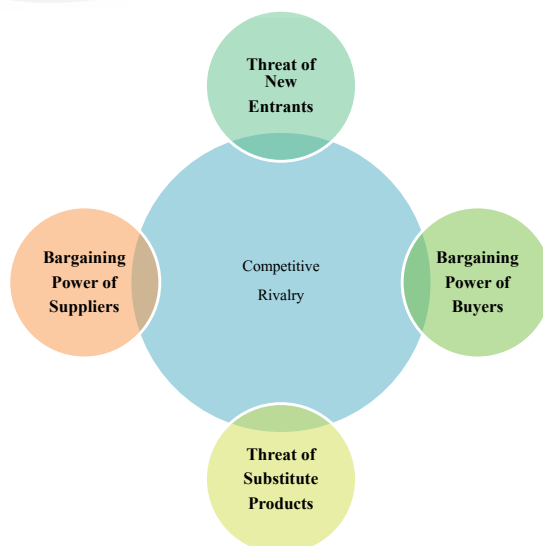 Threat of
New
Entrants
Bargaining
Power of
Suppliers
Competitive
Rivalry
Bargaining
Power of
Buyers
Threat of
Substitute
Products